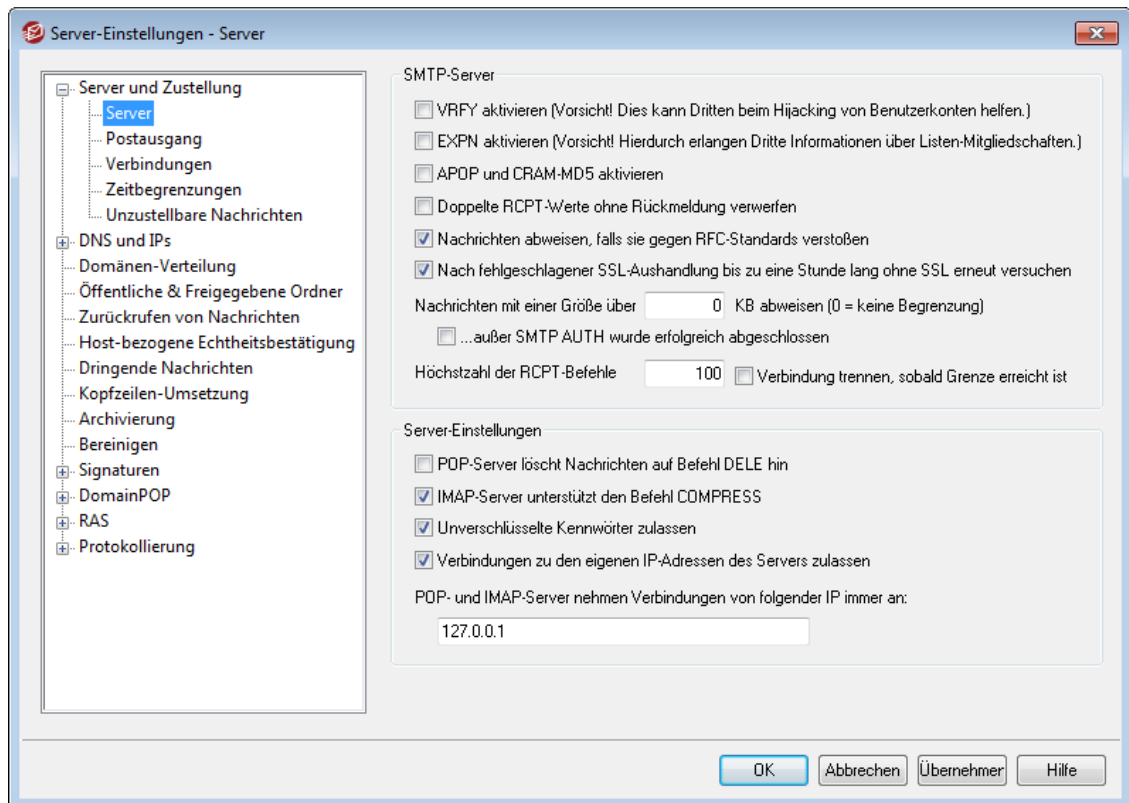 Server-Einstellungen - Server
Server und Zustellung
Server
Postausgang
Verbindungen
Zeitbegrenzungen
Unzustellbare Nachrichten
DNS und IPs
Domänen-Verteilung
Öffentliche & Freigegebene Ordner
Zurückrufen von Nachrichten
Host-bezogene Echtheitsbestätigung
Dringende Nachrichten
Kopfzeilen-Umsetzung
Archivierung
Bereinigen
Signaturen
DomainPOP
RAS
Protokollierung
SMTP-Server
VRFY aktivieren (Vorsicht! Dies kann Dritten beim Hijacking von Benutzerkonten helfen.)
EXPN aktivieren (Vorsicht! Hierdurch erlangen Dritte Informationen über Listen-Mitgliedschaften.)
APOP und CRAM-MD5 aktivieren
Doppelte RCPT-Werte ohne Rückmeldung verwerfen
Nachrichten abweisen, falls sie gegen RFC-Standards verstoßen
Nach fehlgeschlagener SSL-Aushandlung bis zu eine Stunde lang ohne SSL erneut versuchen
Nachrichten mit einer Größe über 0 KB abweisen (0 = keine Begrenzung)
...außer SMTP AUTH wurde erfolgreich abgeschlossen
Höchstzahl der RCPT-Befehle 100 Verbindung trennen, sobald Grenze erreicht ist
Server-Einstellungen
POP-Server löscht Nachrichten auf Befehl DELE hin
IMAP-Server unterstützt den Befehl COMPRESS
Unverschlüsselte Kennwörter zulassen
Verbindungen zu den eigenen IP-Adressen des Servers zulassen
POP- und IMAP-Server nehmen Verbindungen von folgender IP immer an:
127.0.0.1
OK Abbrechen Übernehmer Hilfe